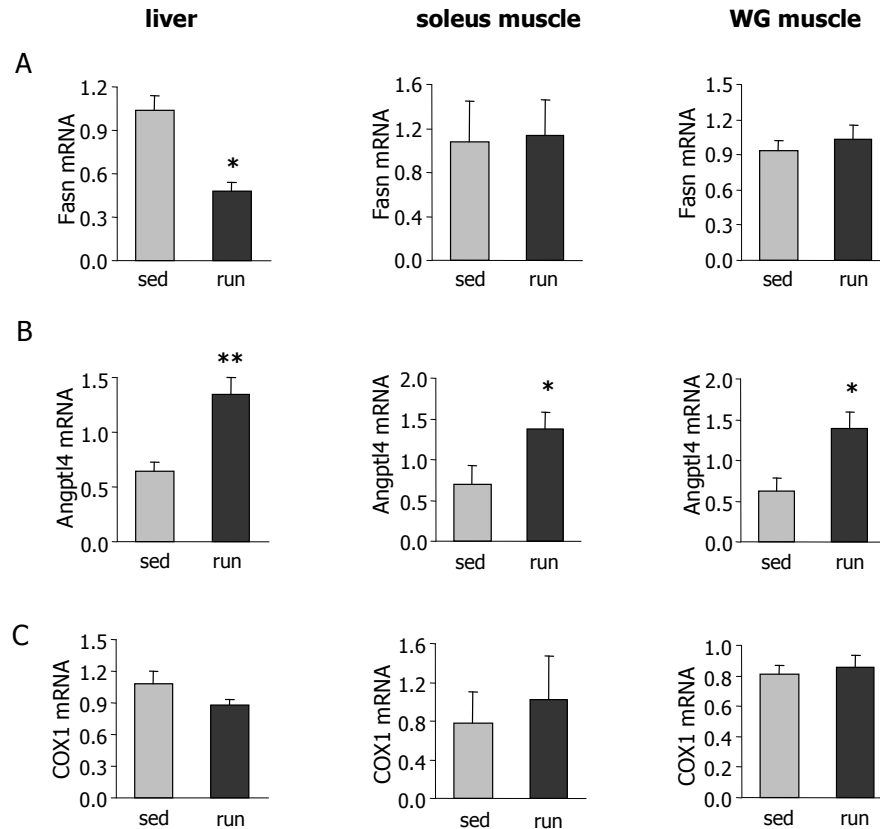 liver soleus muscle WG muscle
A
Fasn mRNA
1.2
0.9
0.6
0.3
0.0
*
sed run
Fasn mRNA
1.6
1.2
0.8
0.4
0.0
sed run
Fasn mRNA
1.5
1.2
0.9
0.6
0.3
0.0
sed run
B
Angptl4 mRNA
1.5
1.0
0.5
0.0
**
sed run
Angptl4 mRNA
2.0
1.5
1.0
0.5
0.0
*
sed run
Angptl4 mRNA
2.0
1.5
1.0
0.5
0.0
*
sed run
C
COX1 mRNA
1.5
1.2
0.9
0.6
0.3
0.0
sed run
COX1 mRNA
1.6
1.2
0.8
0.4
0.0
sed run
COX1 mRNA
1.0
0.8
0.6
0.4
0.2
0.0
sed run